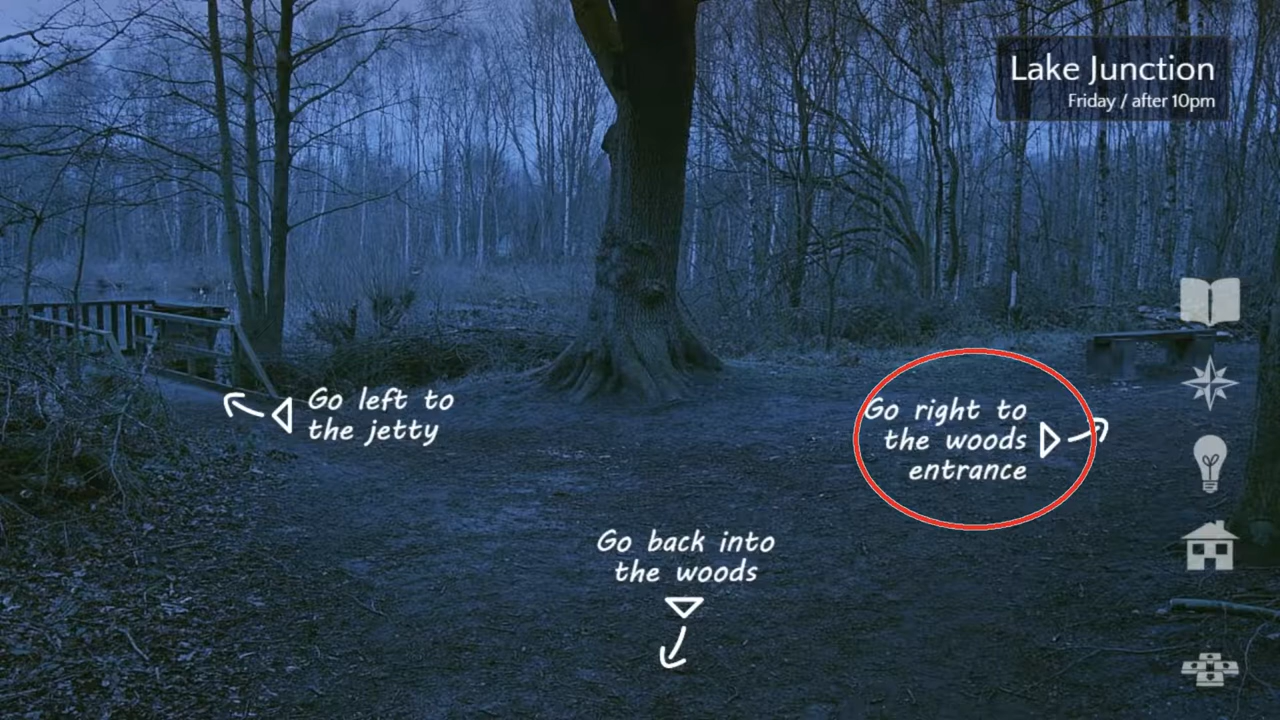 Lake Junction
Friday / after 10pm
Go left to
the jetty
Go right to
the woods
entrance
Go back into
the woods